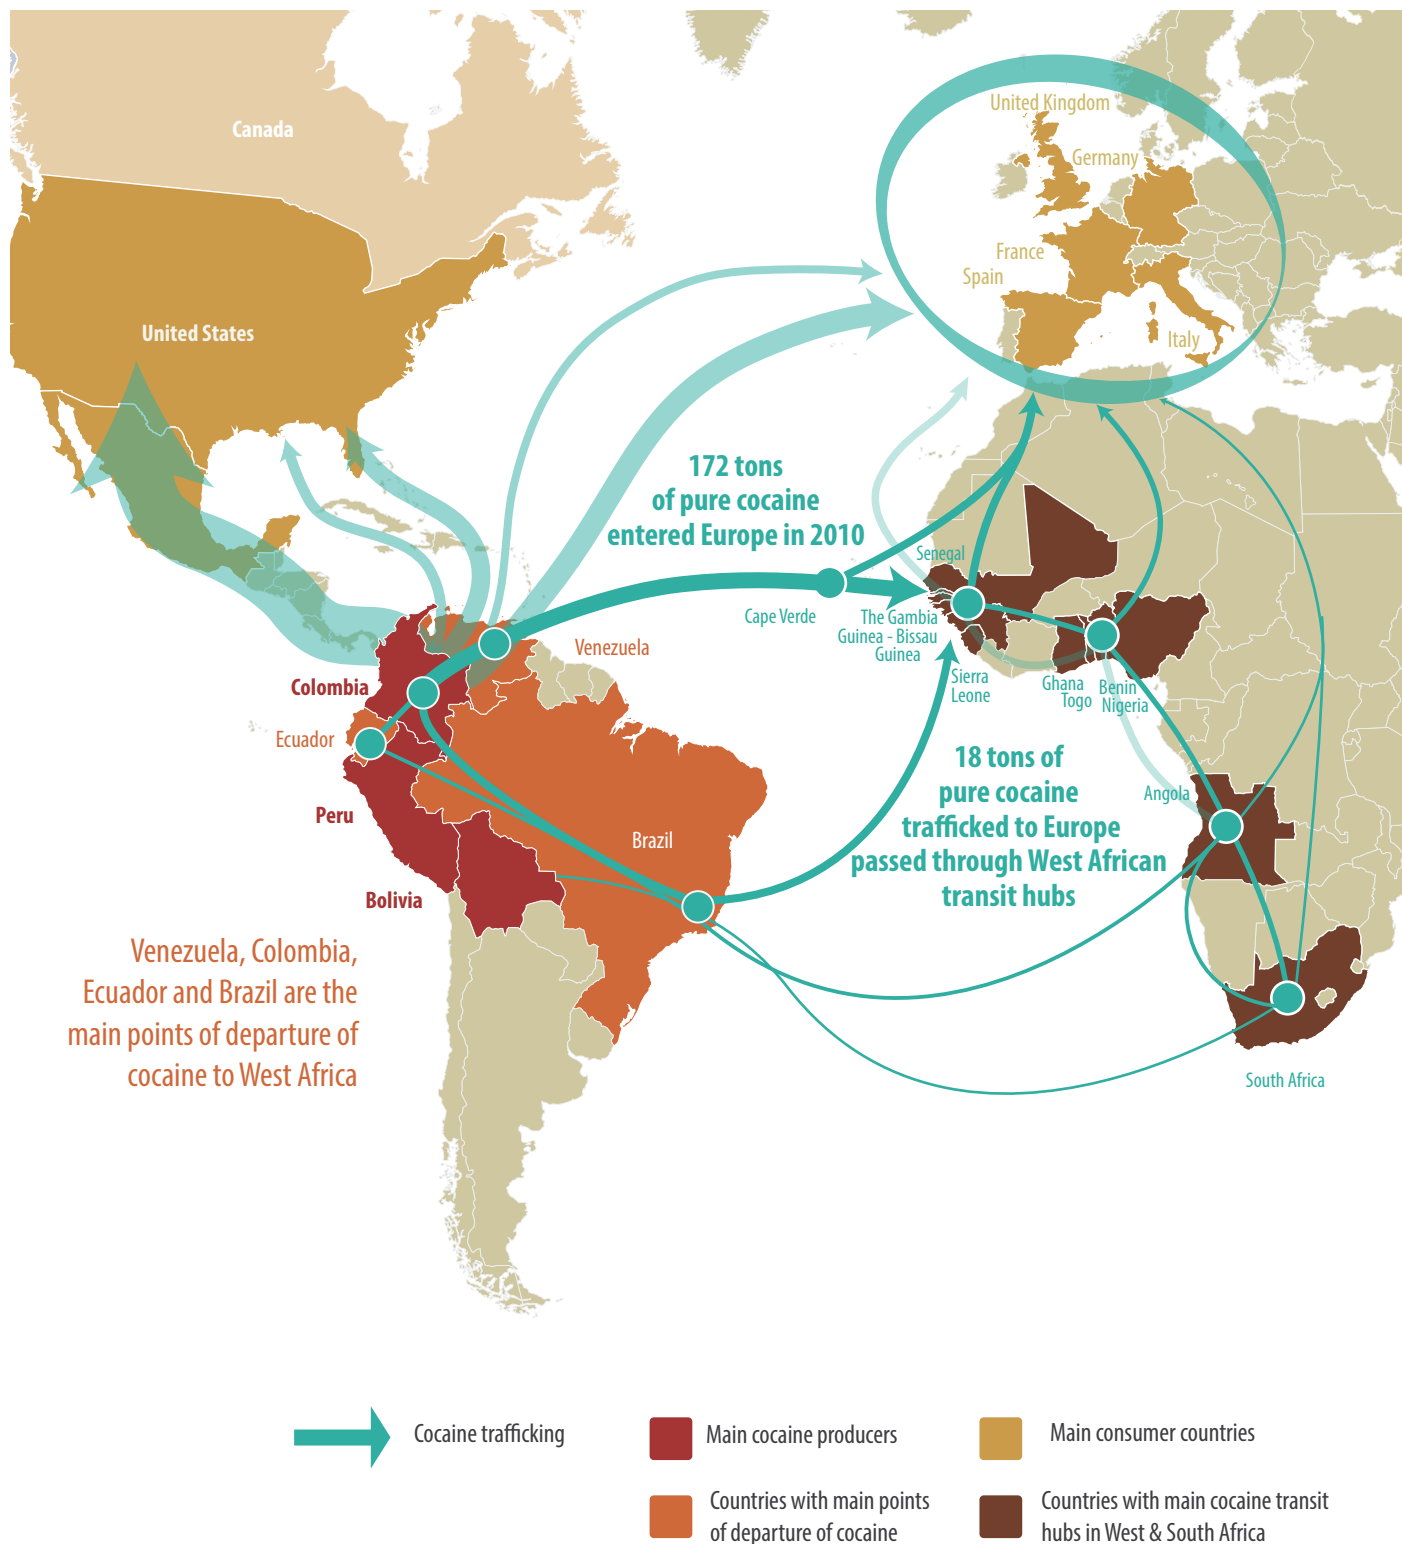 Canada
United States
United Kingdom
Germany
France
Spain
Italy
172 tons
of pure cocaine
entered Europe in 2010
Senegal
Cape Verde
The Gambia
Guinea - Bissau
Guinea
Sierra
Leone
Ghana
Togo
Benin
Nigeria
Venezuela
Colombia
Ecuador
Peru
Brazil
Bolivia
18 tons of
pure cocaine
trafficked to Europe
passed through West African
transit hubs
Angola
South Africa
Venezuela, Colombia,
Ecuador and Brazil are the
main points of departure of
cocaine to West Africa
Cocaine trafficking
Main cocaine producers
Main consumer countries
Countries with main points
of departure of cocaine
Countries with main cocaine transit
hubs in West & South Africa